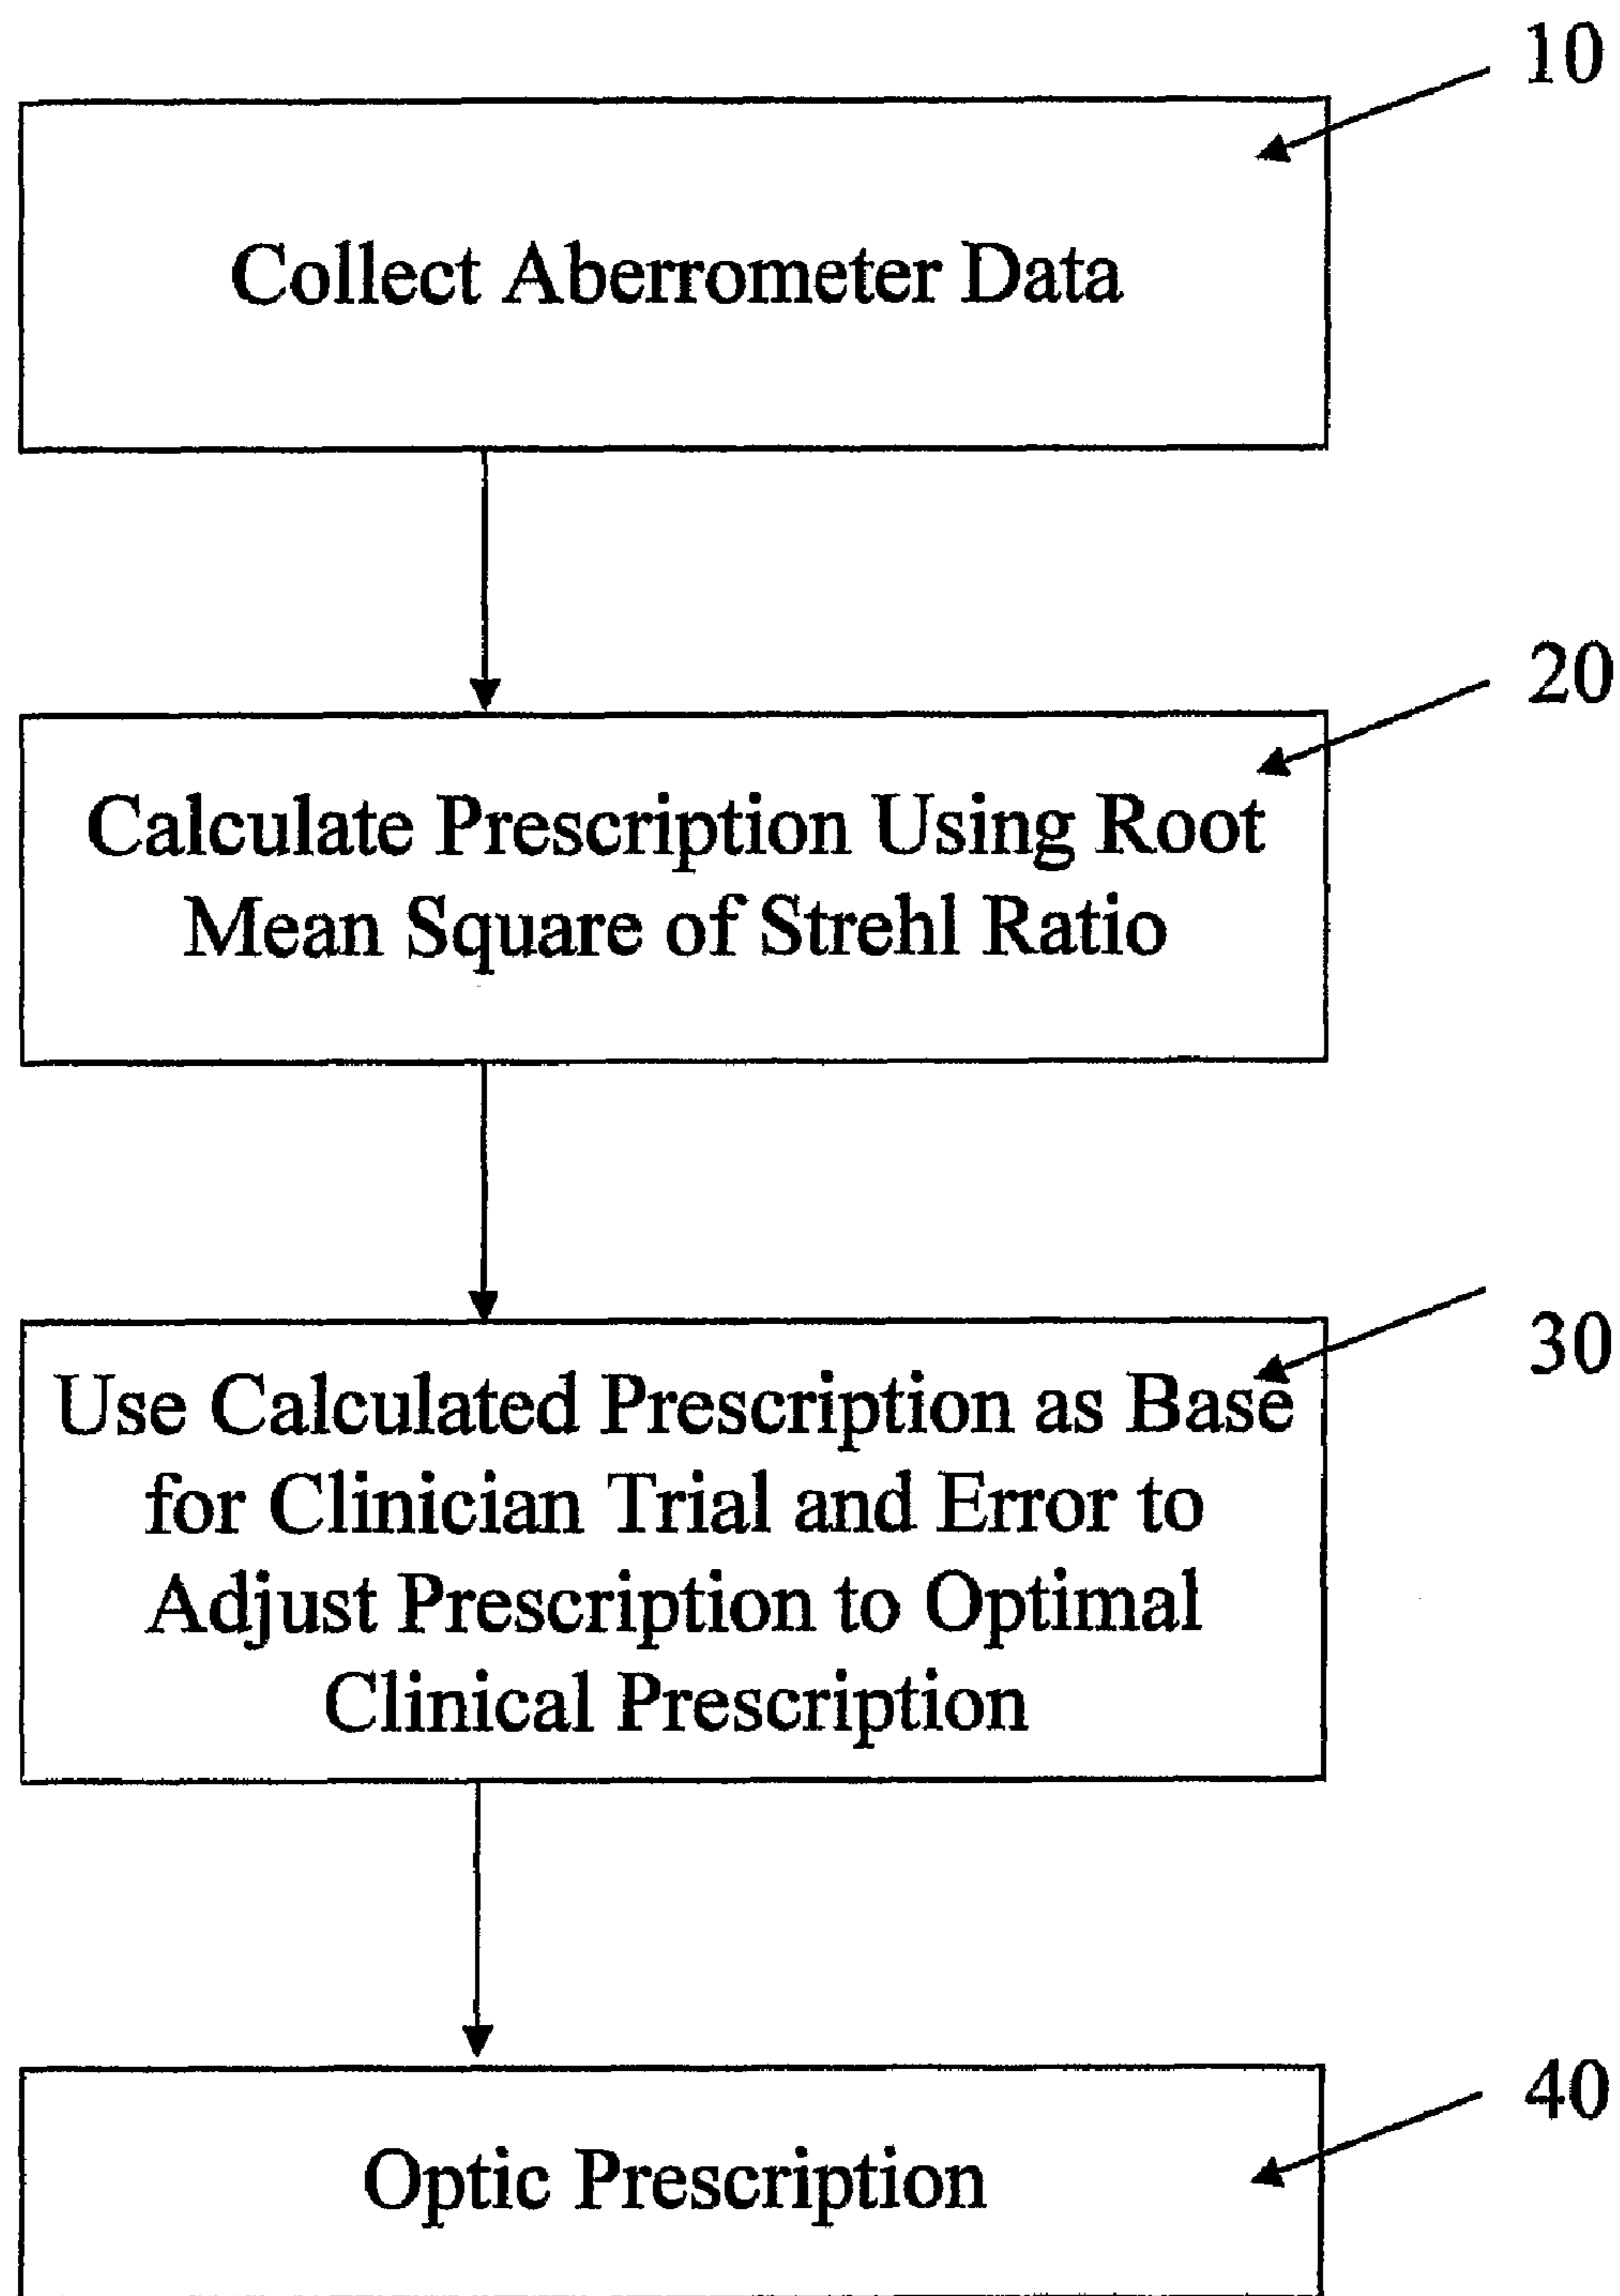 10
Collect Aberrometer Data
20
Calculate Prescription Using Root
Mean Square of Strehl Ratio
30
Use Calculated Prescription as Base
for Clinician Trial and Error to
Adjust Prescription to Optimal
Clinical Prescription
40
Optic Prescription